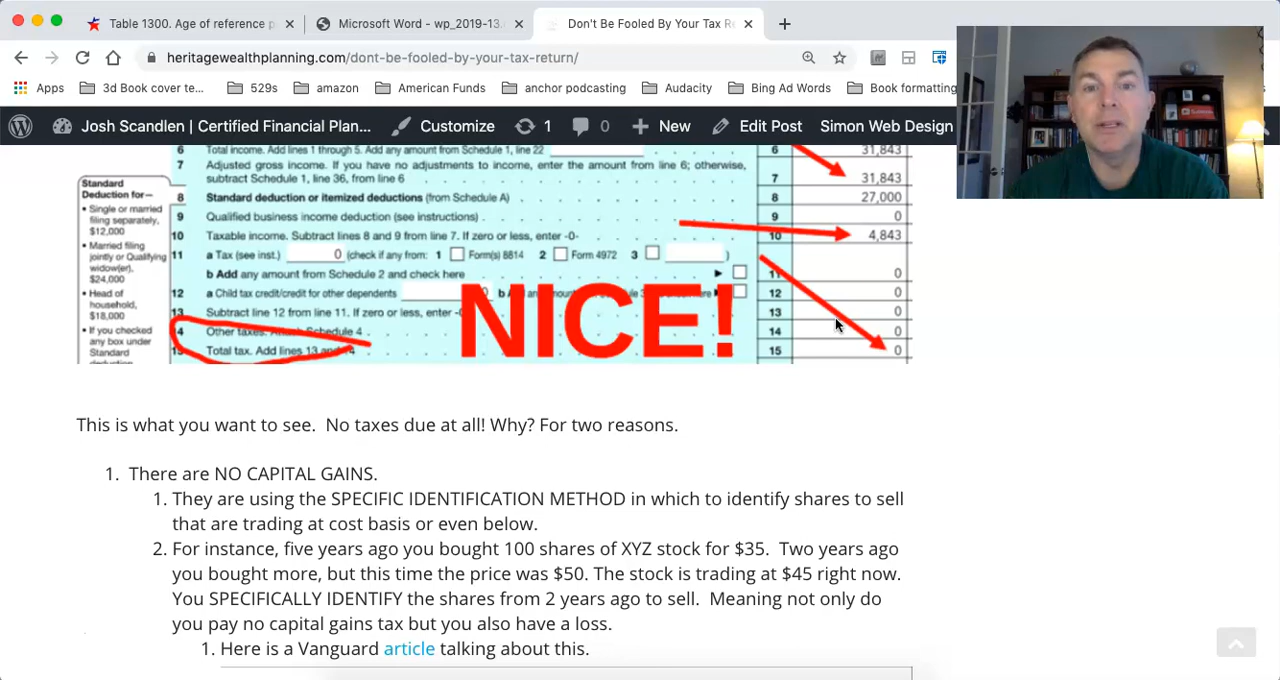 Table 1300. Age of reference p
Microsoft Word - wp_2019-13.
Don't Be Fooled By Your Tax Re
heritagewealthplanning.com/dont-be-fooled-by-your-tax-return/
Apps 3d Book cover te... 529s amazon American Funds anchor podcasting Audacity Bing Ad Words Book formatting
Josh Scandlen | Certified Financial Plan... Customize 1 0 New Edit Post Simon Web Design
6 Total income. Add lines 1 through 5. Add any amount from Schedule 1, line 22 6 31,843
7 Adjusted gross income. If you have no adjustments to income, enter the amount from line 6; otherwise,
subtract Schedule 1, line 36, from line 6 7 31,843
8 Standard deduction or itemized deductions (from Schedule A) 8 27,000
9 Qualified business income deduction (see instructions) 9 0
10 Taxable income. Subtract lines 8 and 9 from line 7. If zero or less, enter -0- 10 4,843
11 a Tax (see inst.) 0 (check if any from: 1 Form(s) 8814 2 Form 4972 3 )
b Add any amount from Schedule 2 and check here 11 0
12 a Child tax credit/credit for other dependents b 12 0
13 Subtract line 12 from line 11. If zero or less, enter 13 0
14 Other taxes. Attach Schedule 4 14 0
15 Total tax. Add lines 13 and 14 15 0
Standard
Deduction for—
• Single or married
filing separately,
$12,000
• Married filing
jointly or Qualifying
widow(er),
$24,000
• Head of
household,
$18,000
• If you checked
any box under
Standard
NICE!
This is what you want to see. No taxes due at all! Why? For two reasons.
1. There are NO CAPITAL GAINS.
1. They are using the SPECIFIC IDENTIFICATION METHOD in which to identify shares to sell
that are trading at cost basis or even below.
2. For instance, five years ago you bought 100 shares of XYZ stock for $35. Two years ago
you bought more, but this time the price was $50. The stock is trading at $45 right now.
You SPECIFICALLY IDENTIFY the shares from 2 years ago to sell. Meaning not only do
you pay no capital gains tax but you also have a loss.
1. Here is a Vanguard article talking about this.